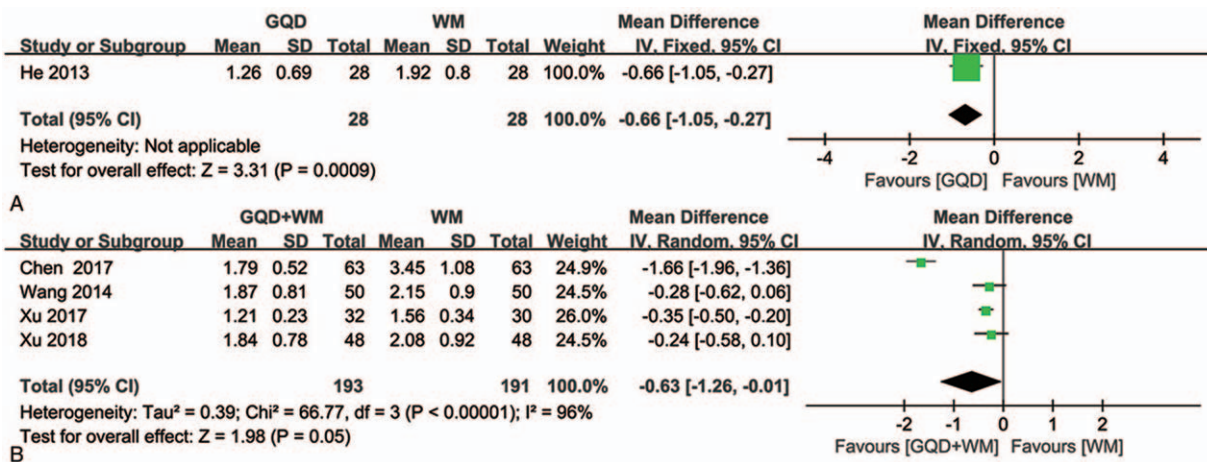 GQD WM Mean Difference Mean Difference
Study or Subgroup Mean SD Total Mean SD Total Weight IV, Fixed, 95% CI IV, Fixed, 95% CI
He 2013 1.26 0.69 28 1.92 0.8 28 100.0% -0.66 [-1.05, -0.27]
Total (95% CI) 28 28 100.0% -0.66 [-1.05, -0.27]
Heterogeneity: Not applicable
Test for overall effect: Z = 3.31 (P = 0.0009)
-4 -2 0 2 4
Favours [GQD] Favours [WM]
A
GQD+WM WM Mean Difference Mean Difference
Study or Subgroup Mean SD Total Mean SD Total Weight IV, Random, 95% CI IV, Random, 95% CI
Chen 2017 1.79 0.52 63 3.45 1.08 63 24.9% -1.66 [-1.96, -1.36]
Wang 2014 1.87 0.81 50 2.15 0.9 50 24.5% -0.28 [-0.62, 0.06]
Xu 2017 1.21 0.23 32 1.56 0.34 30 26.0% -0.35 [-0.50, -0.20]
Xu 2018 1.84 0.78 48 2.08 0.92 48 24.5% -0.24 [-0.58, 0.10]
Total (95% CI) 193 191 100.0% -0.63 [-1.26, -0.01]
Heterogeneity: Tau² = 0.39; Chi² = 66.77, df = 3 (P < 0.00001); I² = 96%
Test for overall effect: Z = 1.98 (P = 0.05)
-2 -1 0 1 2
Favours [GQD+WM] Favours [WM]
B